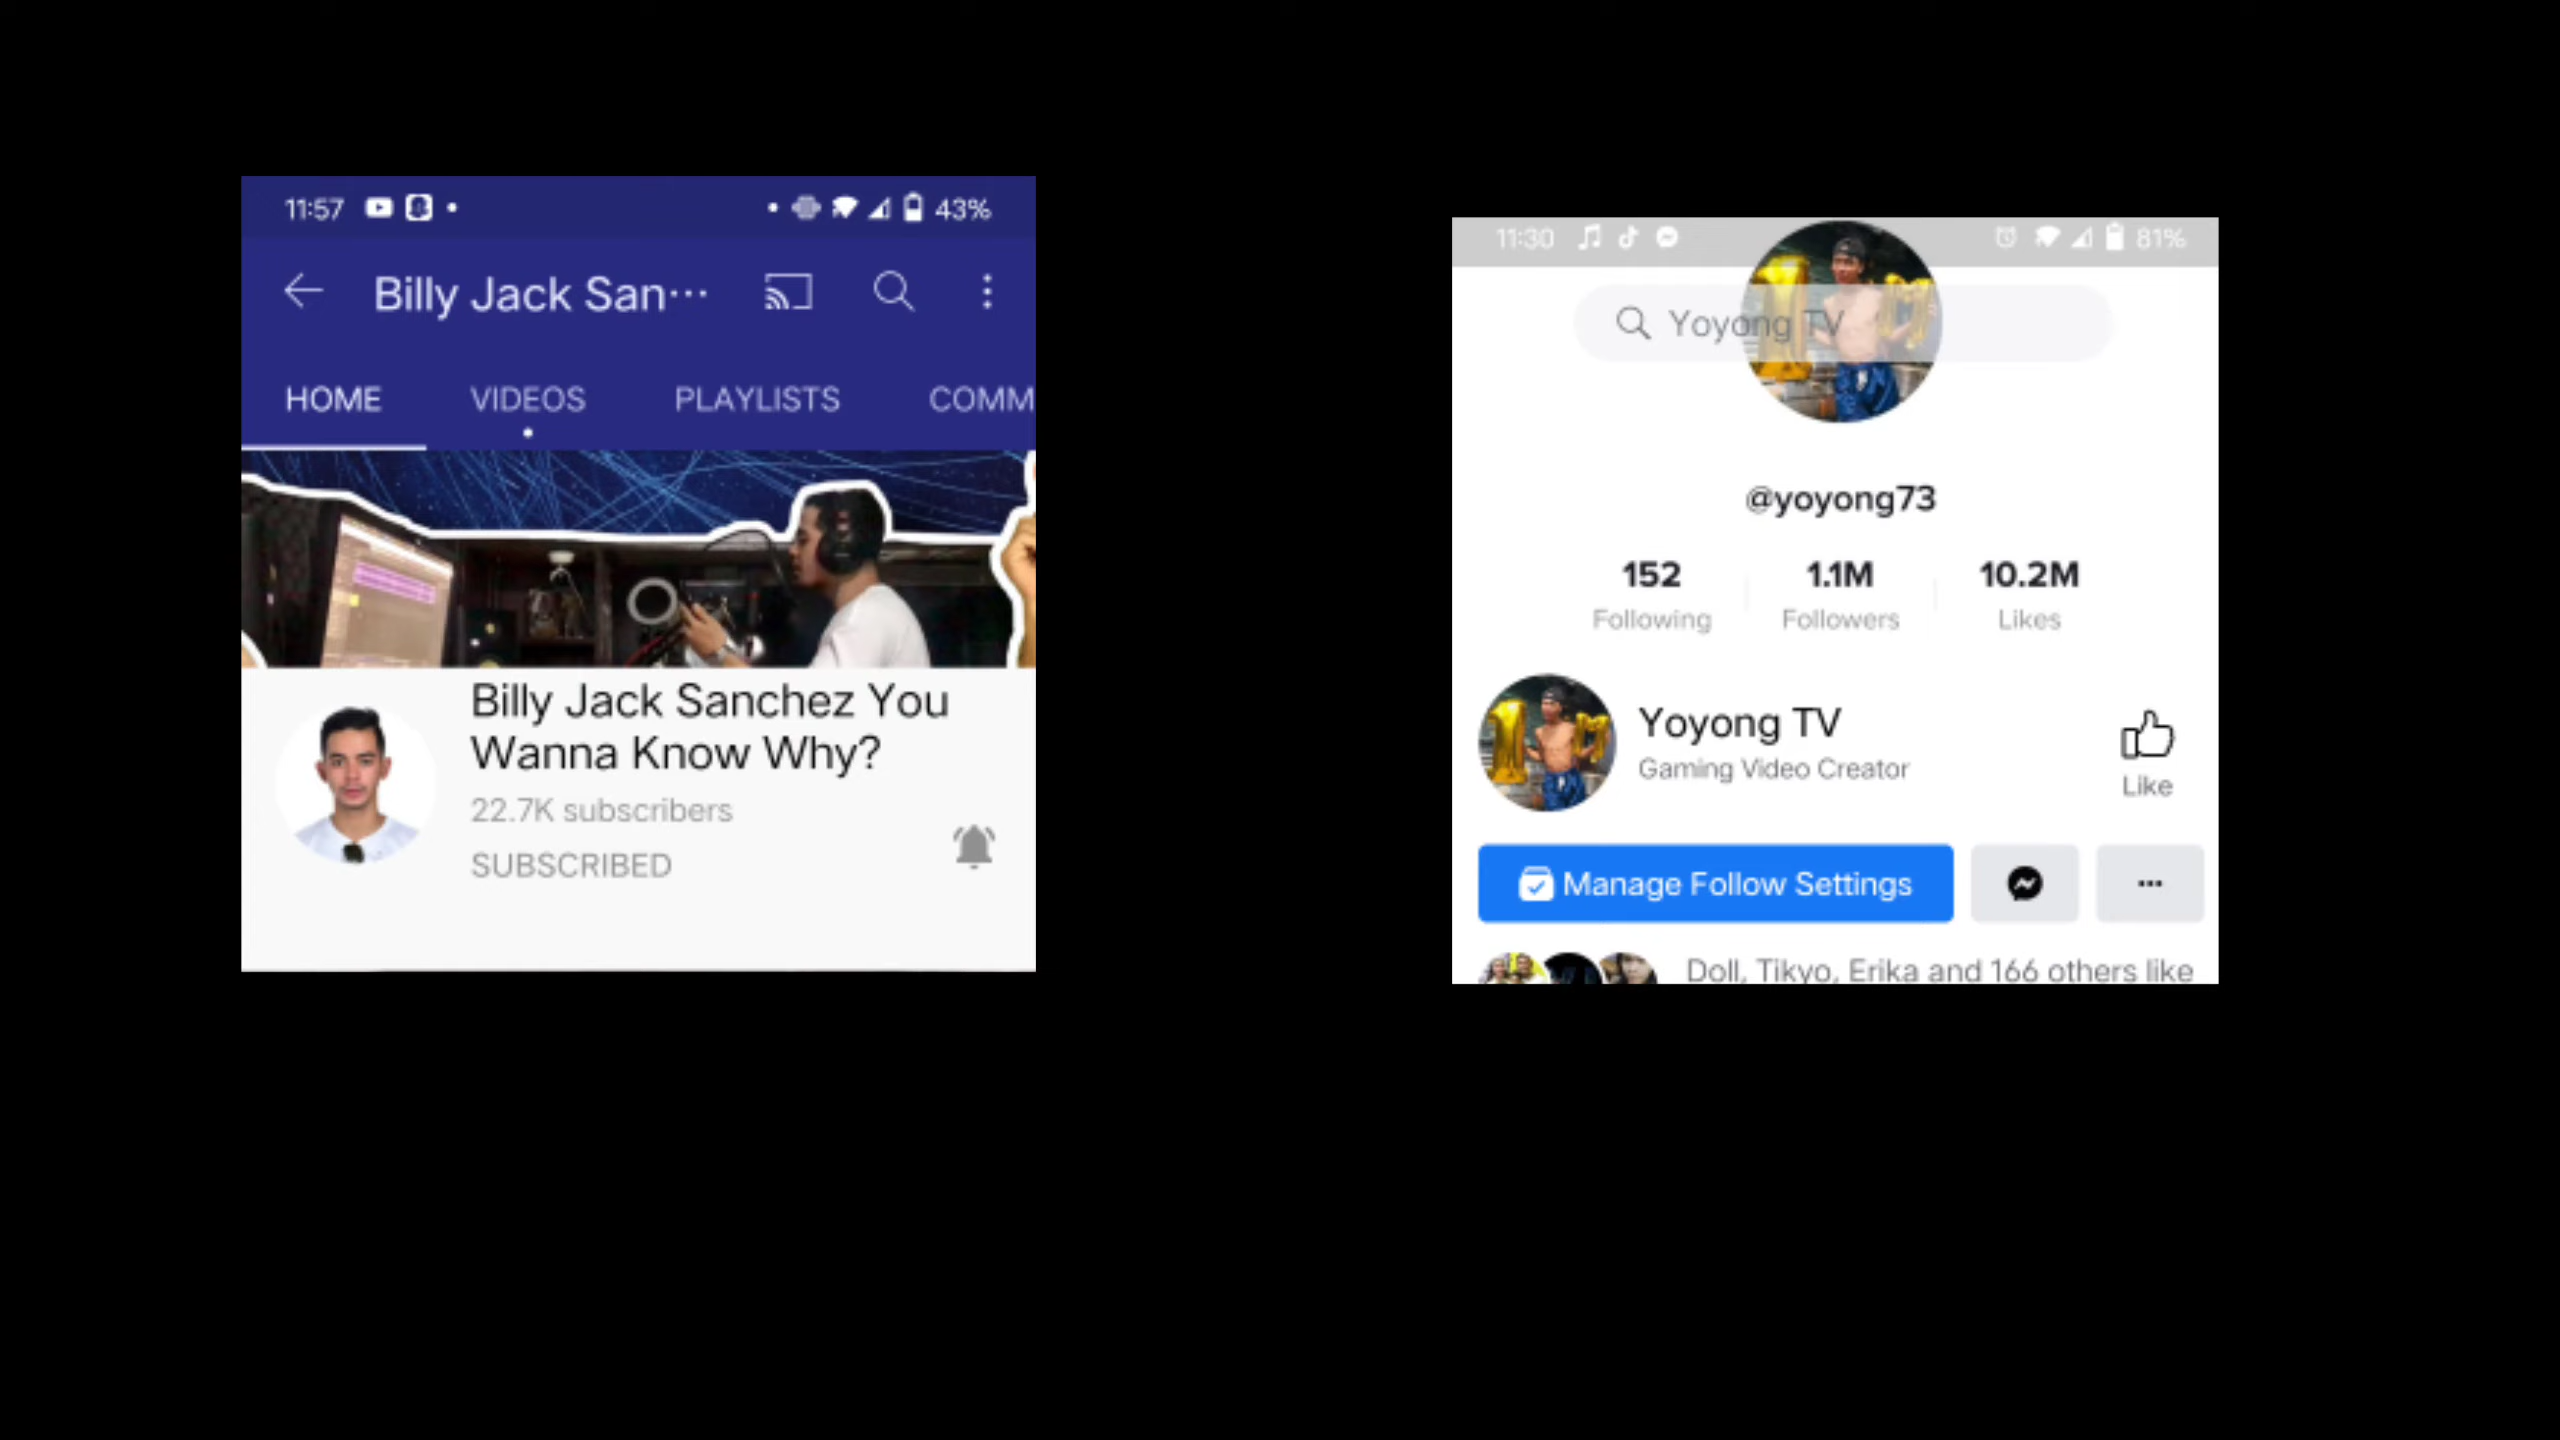 11:57
43%
Billy Jack San...
HOME VIDEOS PLAYLISTS COMM
Billy Jack Sanchez You
Wanna Know Why?
22.7K subscribers
SUBSCRIBED
11:30
81%
Yoyong TV
@yoyong73
152 1.1M 10.2M
Following Followers Likes
Yoyong TV
Gaming Video Creator
Like
Manage Follow Settings
Doll, Tikyo, Erika and 166 others like